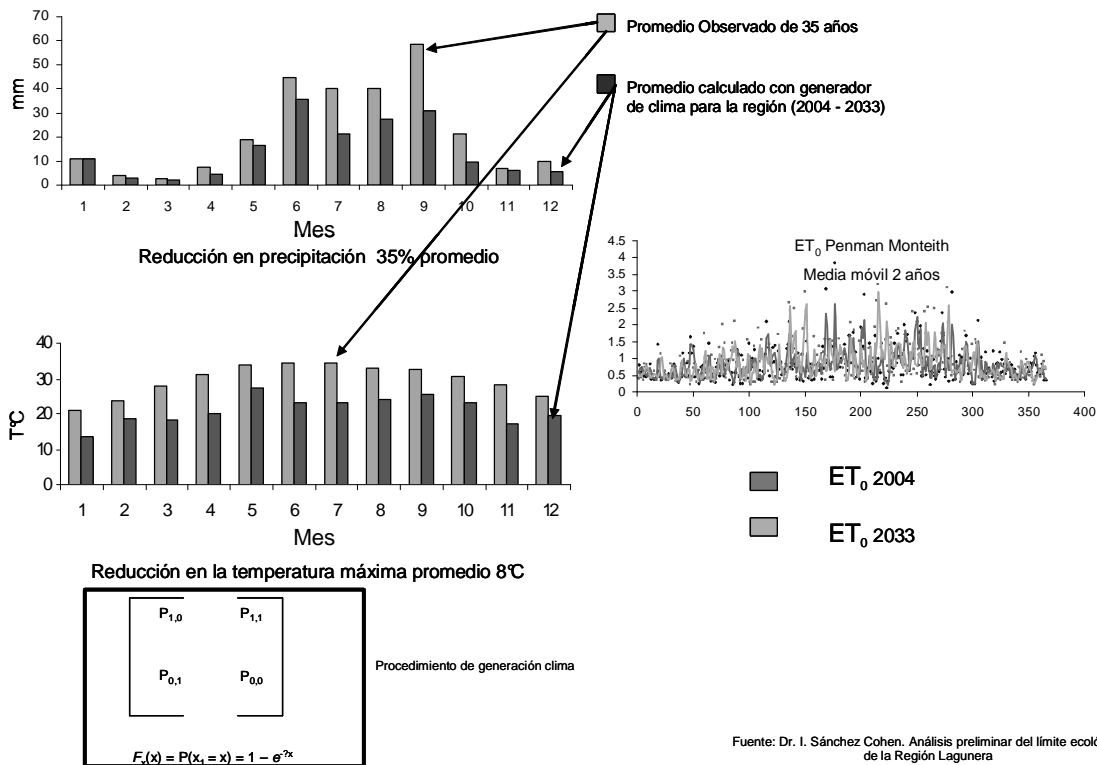 70
60
50
40
30
20
10
0
mm
1 2 3 4 5 6 7 8 9 10 11 12
Mes
Reducción en precipitación 35% promedio
Promedio Observado de 35 años
Promedio calculado con generador
de clima para la región (2004 - 2033)
40
30
20
10
0
T°C
1 2 3 4 5 6 7 8 9 10 11 12
Mes
Reducción en la temperatura máxima promedio 8°C
ET0 Penman Monteith
Media móvil 2 años
4.5
4
3.5
3
2.5
2
1.5
1
0.5
0
0 50 100 150 200 250 300 350 400
ET0 2004
ET0 2033
P1,0 P1,1
P0,1 P0,0
Procedimiento de generación clima
Fx(x) = P(x1 = x) = 1 – e-?x
Fuente: Dr. I. Sánchez Cohen. Análisis preliminar del límite ecoló
de la Región Lagunera